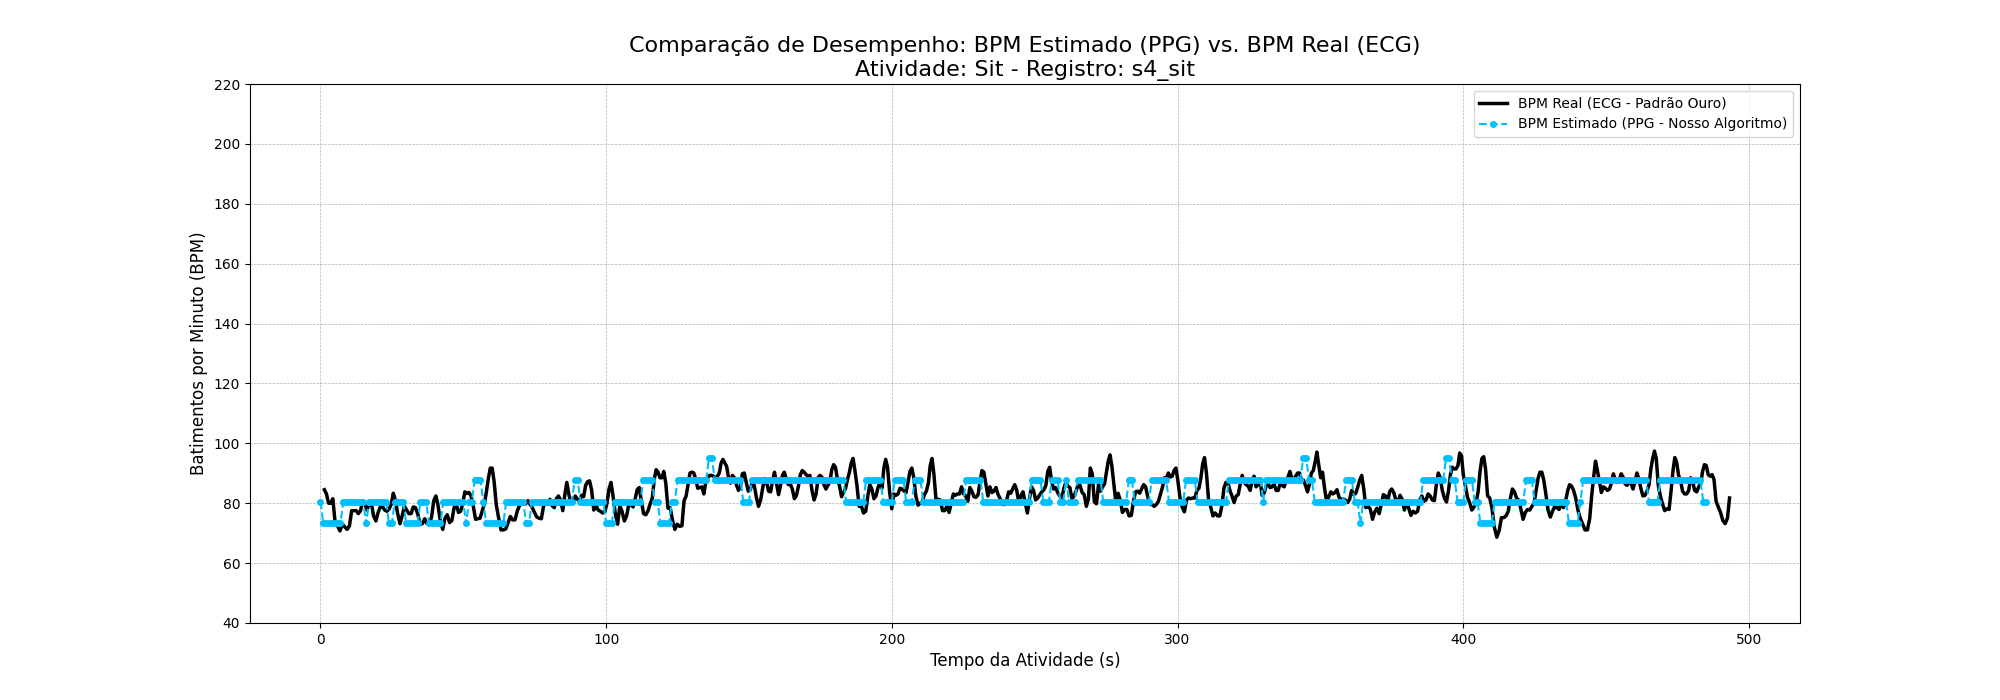 Comparação de Desempenho: BPM Estimado (PPG) vs. BPM Real (ECG)
Atividade: Sit - Registro: s4_sit
BPM Real (ECG - Padrão Ouro)
BPM Estimado (PPG - Nosso Algoritmo)
Batimentos por Minuto (BPM)
220
200
180
160
140
120
100
80
60
40
0 100 200 300 400 500
Tempo da Atividade (s)